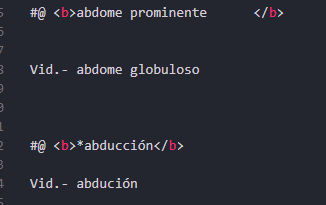 #@ <b>abdome prominente      </b>
Vid.- abdome globuloso
#@ <b>*abducción</b>
Vid.- abdución